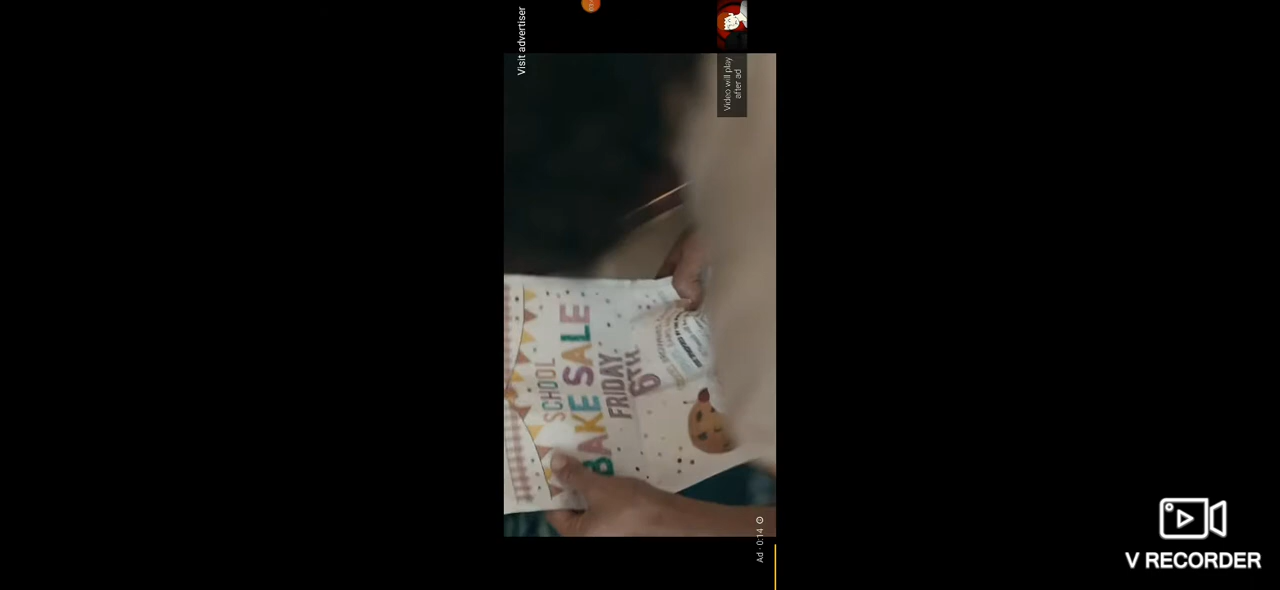 Visit advertiser
Video will play
after ad
SCHOOL
BAKE SALE
FRIDAY
6TH
Ad · 0:14
V RECORDER